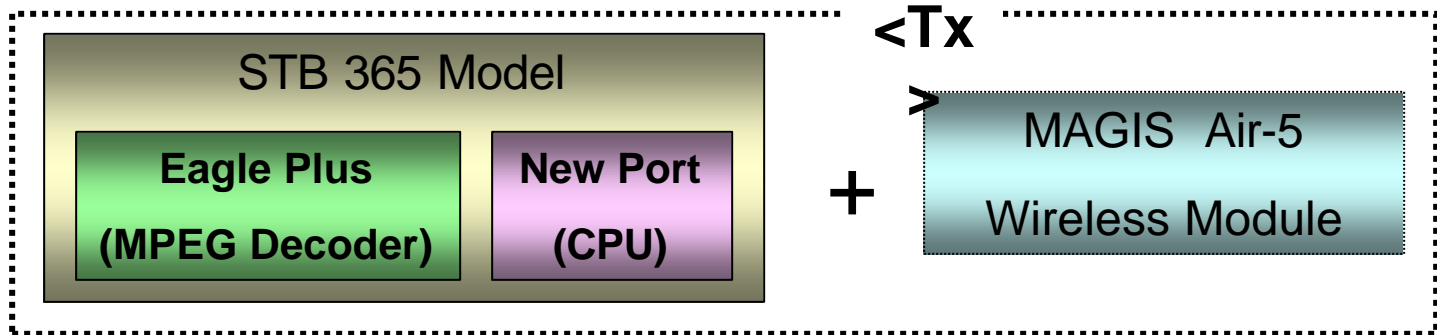 <Tx
>
STB 365 Model
Eagle Plus
(MPEG Decoder)
New Port
(CPU)
+
MAGIS Air-5
Wireless Module